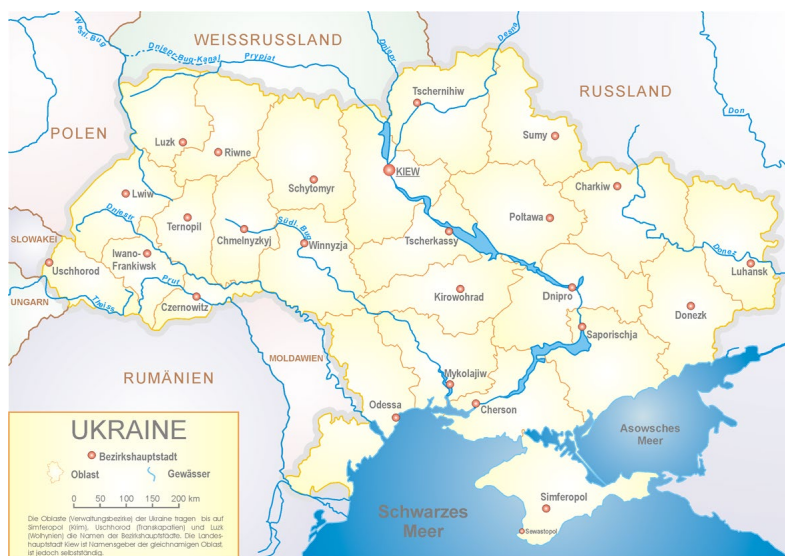 WEISSRUSSLAND
RUSSLAND
POLEN
SLOWAKEI
UNGARN
RUMÄNIEN
MOLDAWIEN
Westl. Bug
Dnjepr-Bug-Kanal
Prypjat
Dnjepr
Desna
Don
Donez
Dnjestr
Südl. Bug
Prut
Theiss
Tschernihiw
Sumy
Luzk
Riwne
Schytomyr
KIEW
Charkiw
Lwiw
Ternopil
Chmelnyzkyj
Winnyzja
Tscherkassy
Poltawa
Luhansk
Iwano-
Frankiwsk
Uschhorod
Czernowitz
Kirowohrad
Dnipro
Donezk
Saporischja
Mykolajiw
Cherson
Odessa
Simferopol
Sewastopol
Asowsches
Meer
Schwarzes
Meer
UKRAINE
Bezirkshauptstadt
Oblast
Gewässer
0 50 100 150 200 km
Die Oblaste (Verwaltungsbezirke) der Ukraine tragen bis auf
Simferopol (Krim), Uschhorod (Transkarpatien) und Luzk
(Wolhynien) die Namen der Bezirkshauptstädte. Die Landes-
hauptstadt Kiew ist Namensgeber der gleichnamigen Oblast,
ist jedoch selbstständig.